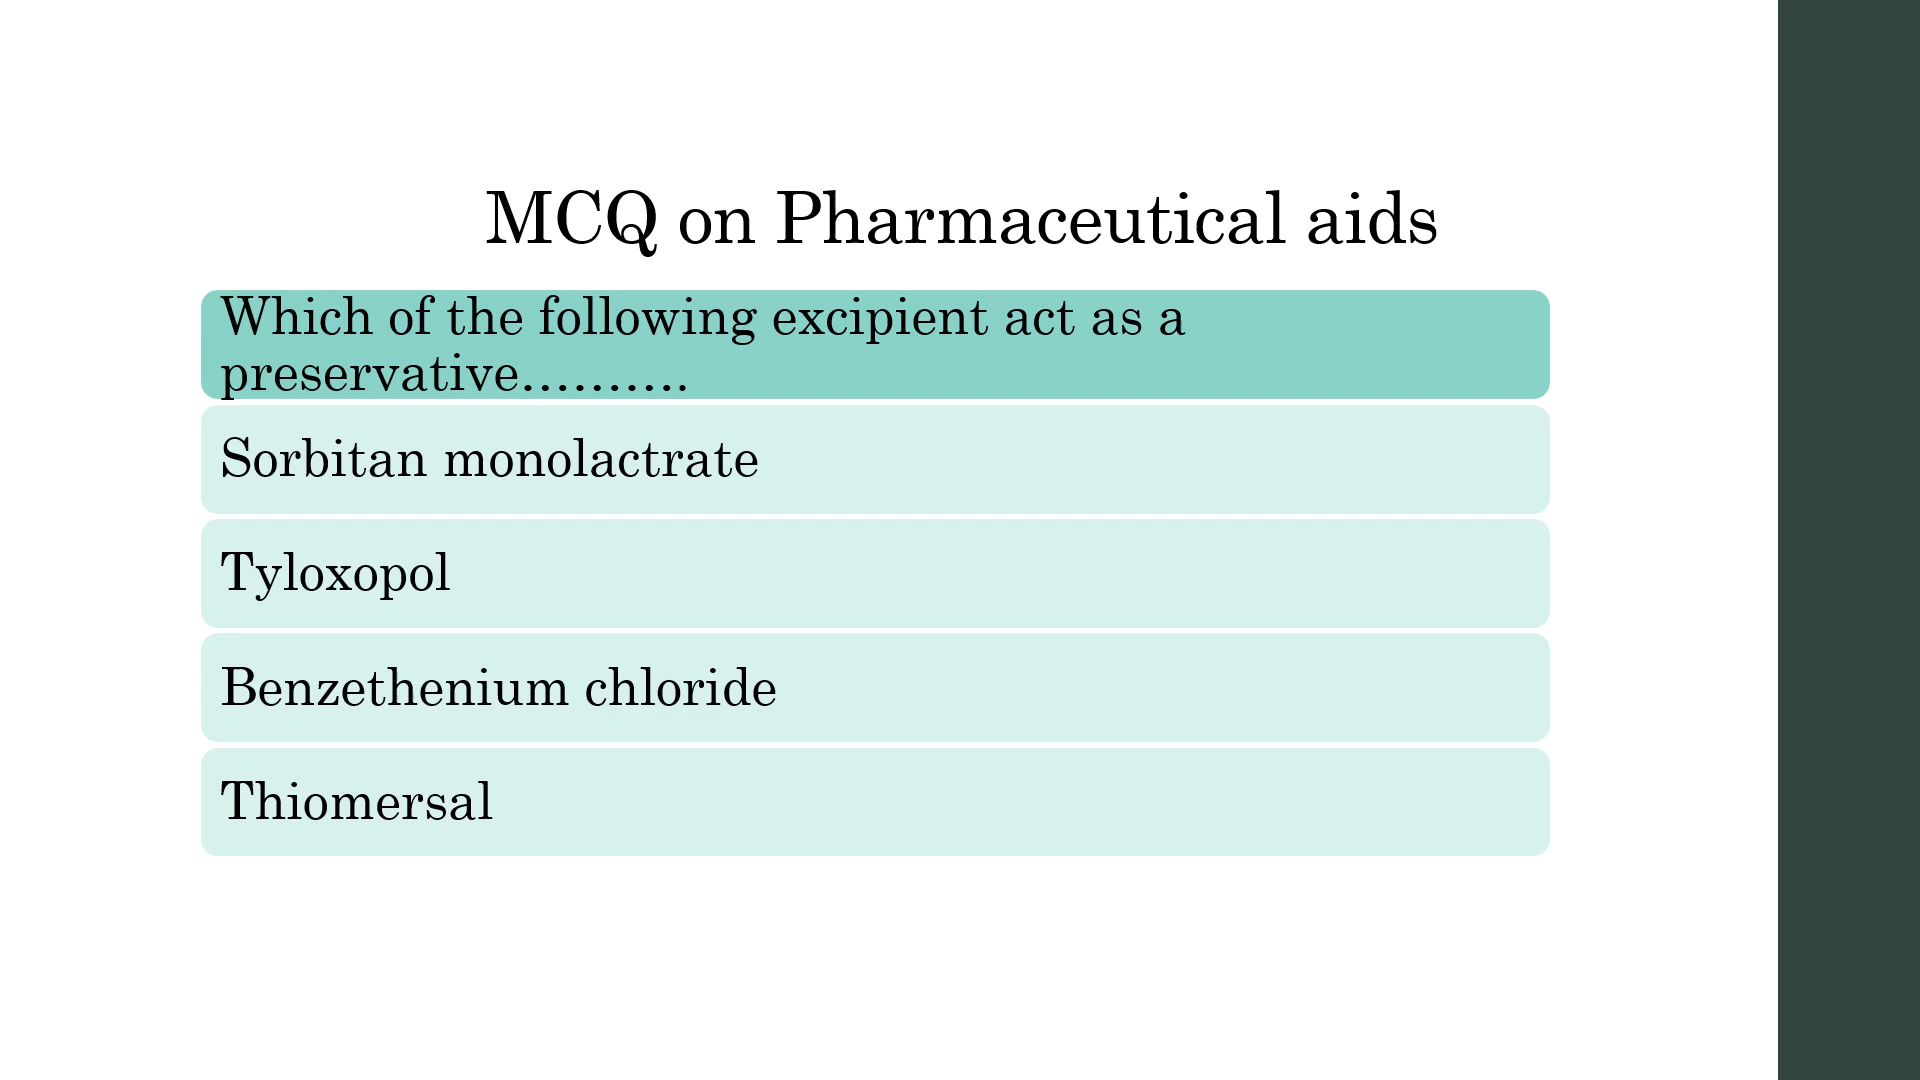 MCQ on Pharmaceutical aids
Which of the following excipient act as a
preservative..........
Sorbitan monolactrate
Tyloxopol
Benzethenium chloride
Thiomersal